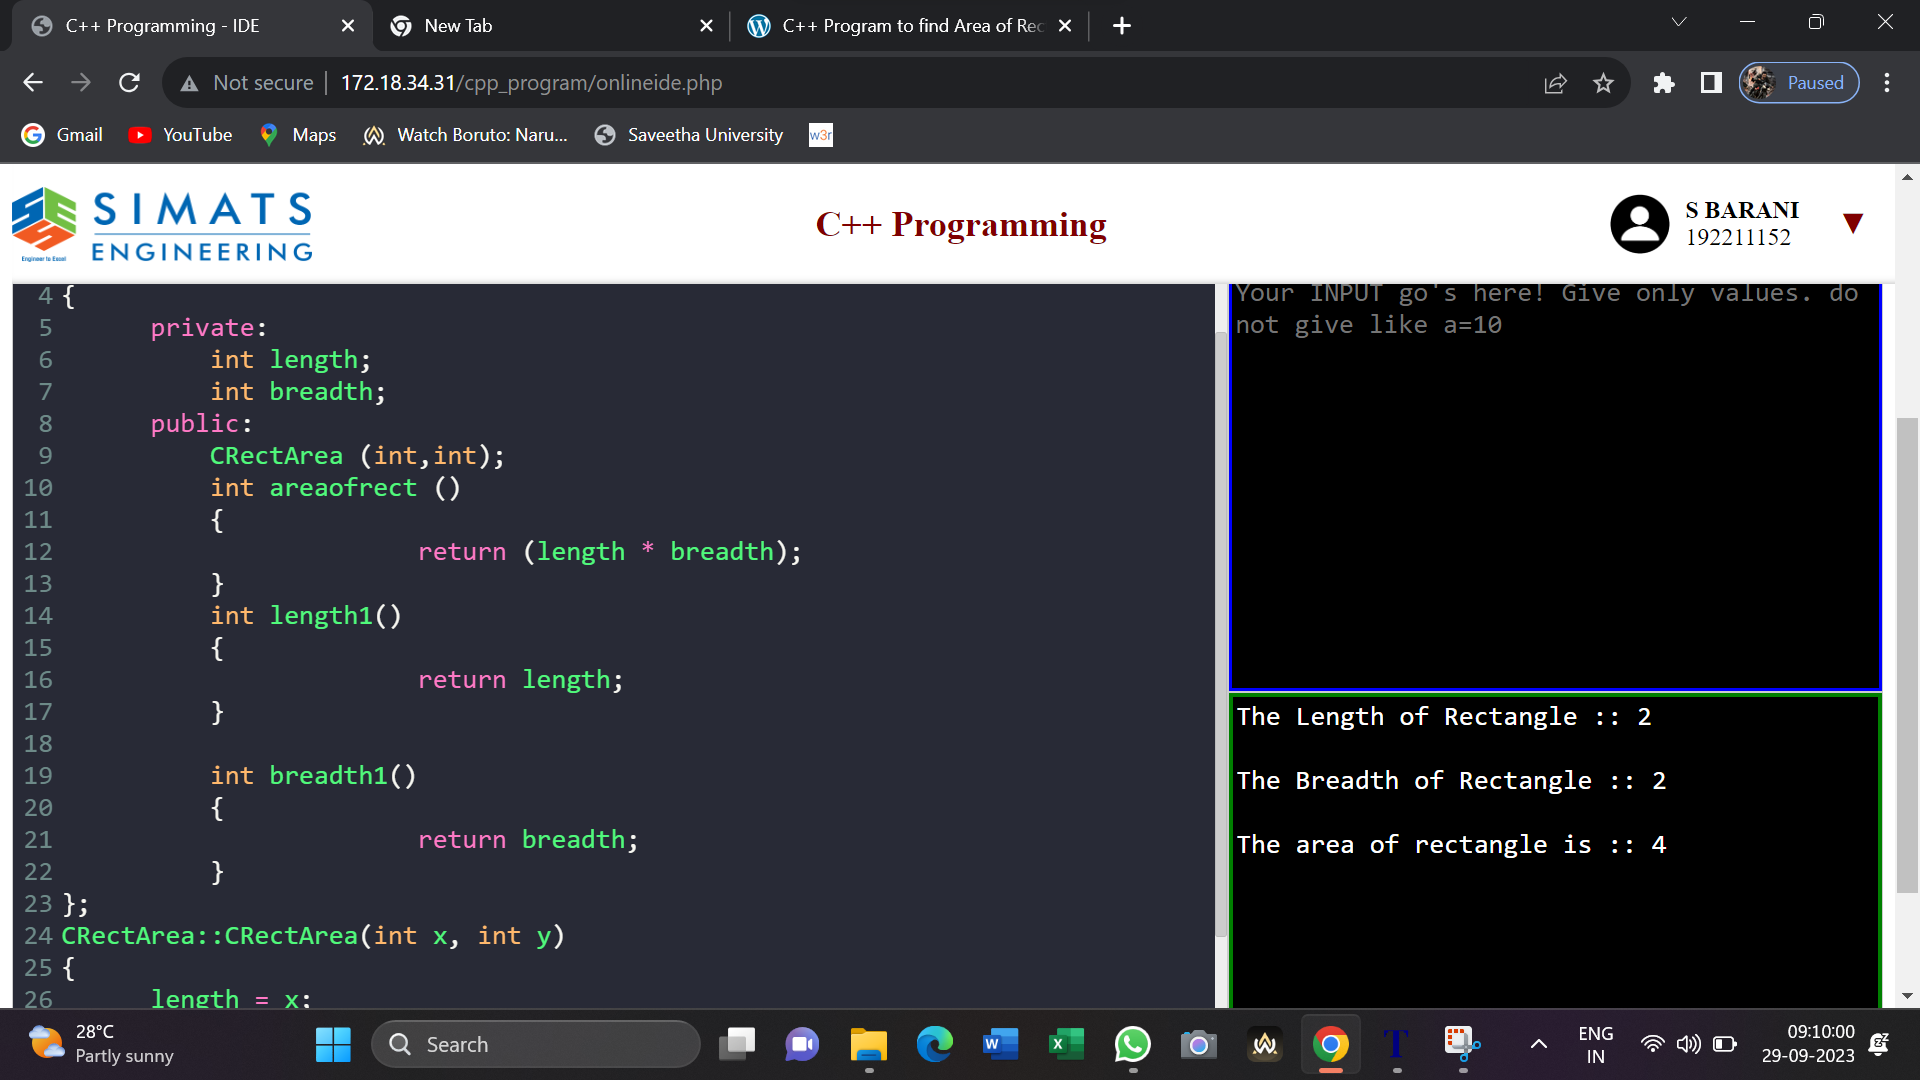 C++ Programming - IDE
New Tab
C++ Program to find Area of Rec
Not secure
172.18.34.31/cpp_program/onlineide.php
Paused
Gmail
YouTube
Maps
Watch Boruto: Naru...
Saveetha University
w3r
SIMATS
ENGINEERING
Engineer to Excel
C++ Programming
S BARANI
192211152
4 {
5 private:
6 int length;
7 int breadth;
8 public:
9 CRectArea (int,int);
10 int areaofrect ()
11 {
12 return (length * breadth);
13 }
14 int length1()
15 {
16 return length;
17 }
18
19 int breadth1()
20 {
21 return breadth;
22 }
23 };
24 CRectArea::CRectArea(int x, int y)
25 {
26 length = x;
Your INPUT go's here! Give only values. do
not give like a=10
The Length of Rectangle :: 2
The Breadth of Rectangle :: 2
The area of rectangle is :: 4
28°C
Partly sunny
Search
ENG
IN
09:10:00
29-09-2023